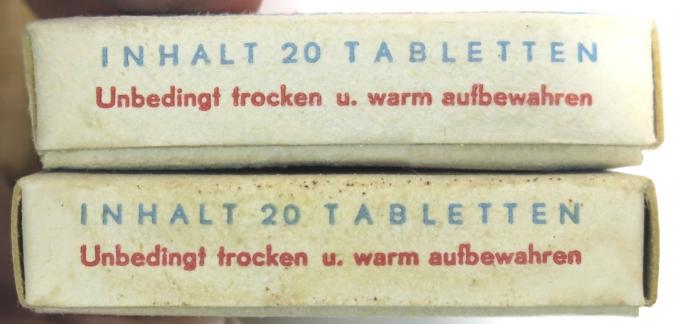 INHALT 20 TABLETTEN
Unbedingt trocken u. warm aufbewahren
INHALT 20 TABLETTEN
Unbedingt trocken u. warm aufbewahren